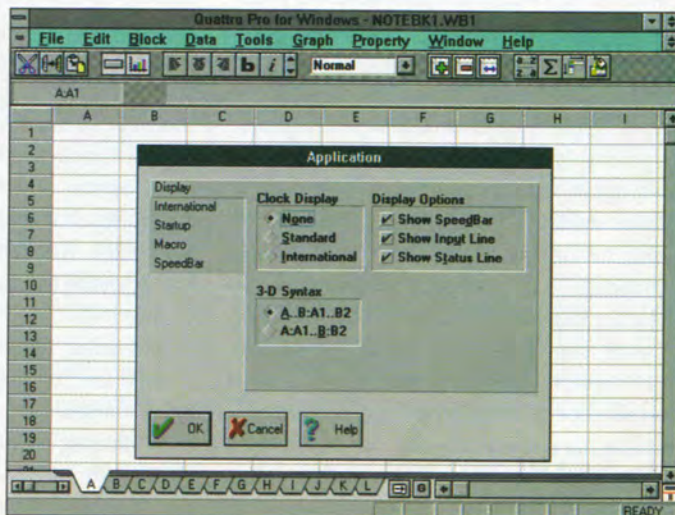 Quattro Pro for Windows - NOTEBK1.WB1
File Edit Block Data Tools Graph Property Window Help
b i Normal Σ
A:A1
A B C D E F G H I
1
2
3
4
5
6
7
8
9
10
11
12
13
14
15
16
17
18
19
20
Application
Display
International
Startup
Macro
SpeedBar
Clock Display
None
Standard
International
Display Options
Show SpeedBar
Show Input Line
Show Status Line
3-D Syntax
A..B:A1..B2
A:A1..B:B2
OK Cancel ? Help
A B C D E F G H I J K L G
READY